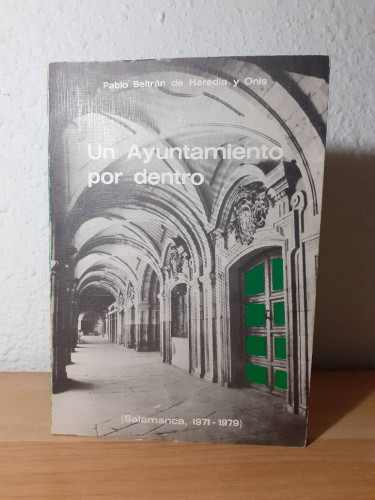 Pablo Beltrán de Heredia y Onís
Un Ayuntamiento
por dentro
(Salamanca, 1971-1979)